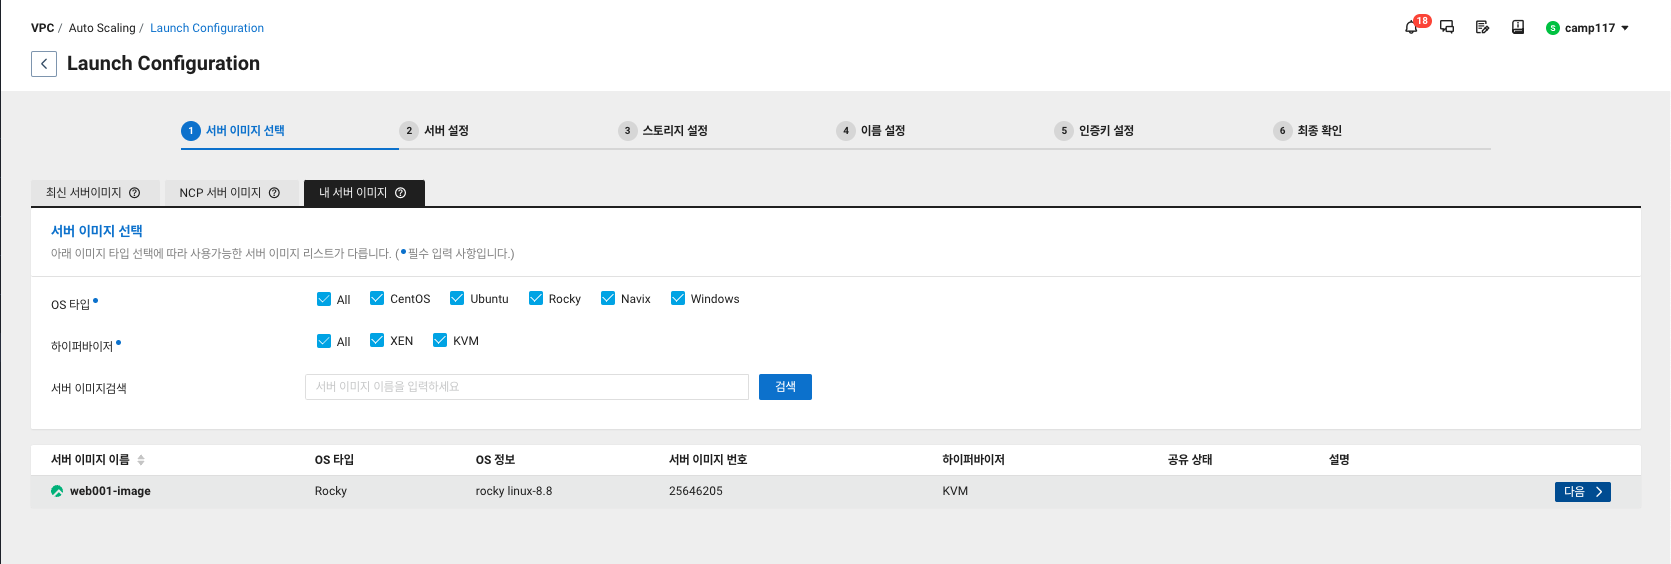 VPC / Auto Scaling / Launch Configuration
18
S camp117
Launch Configuration
1 서버 이미지 선택
2 서버 설정
3 스토리지 설정
4 이름 설정
5 인증키 설정
6 최종 확인
최신 서버이미지 ?
NCP 서버 이미지 ?
내 서버 이미지 ?
서버 이미지 선택
아래 이미지 타입 선택에 따라 사용가능한 서버 이미지 리스트가 다릅니다. (•필수 입력 사항입니다.)
OS 타입• All CentOS Ubuntu Rocky Navix Windows
하이퍼바이저• All XEN KVM
서버 이미지검색 서버 이미지 이름을 입력하세요 검색
서버 이미지 이름 OS 타입 OS 정보 서버 이미지 번호 하이퍼바이저 공유 상태 설명
web001-image Rocky rocky linux-8.8 25646205 KVM 다음